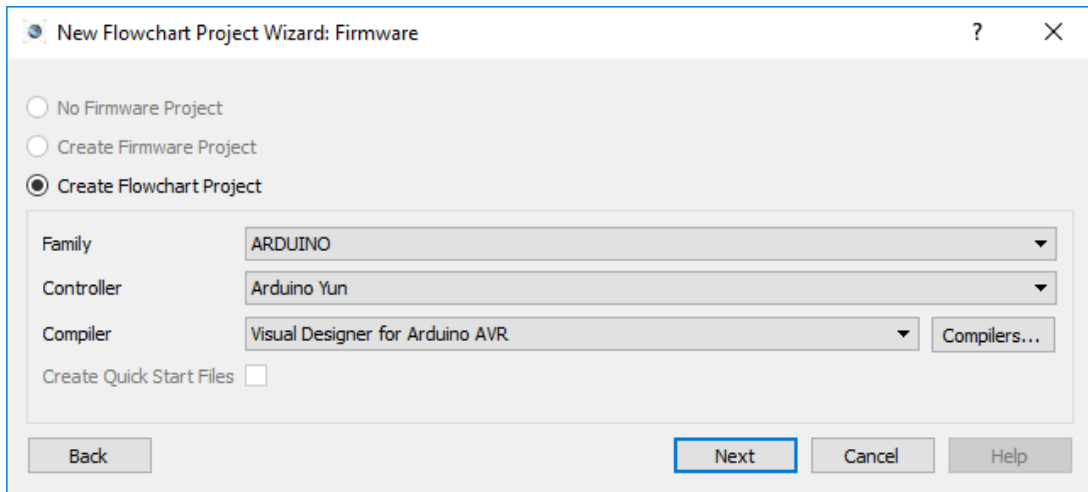 New Flowchart Project Wizard: Firmware ?
No Firmware Project
Create Firmware Project
Create Flowchart Project
Family ARDUINO
Controller Arduino Yun
Compiler Visual Designer for Arduino AVR Compilers...
Create Quick Start Files
Back Next Cancel Help